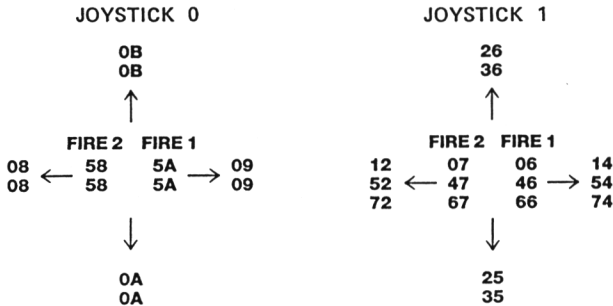 JOYSTICK 0 JOYSTICK 1
0B 26
0B 36
FIRE 2 FIRE 1 FIRE 2 FIRE 1
08 58 5A 09 12 07 06 14
08 58 5A 09 52 47 46 54
72 67 66 74
0A 25
0A 35